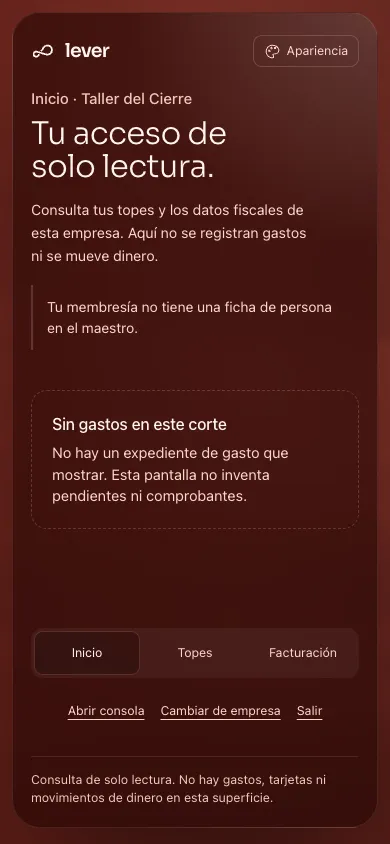 lever
Apariencia
Inicio · Taller del Cierre
Tu acceso de
solo lectura.
Consulta tus topes y los datos fiscales de
esta empresa. Aquí no se registran gastos
ni se mueve dinero.
Tu membresía no tiene una ficha de persona
en el maestro.
Sin gastos en este corte
No hay un expediente de gasto que
mostrar. Esta pantalla no inventa
pendientes ni comprobantes.
Inicio
Topes
Facturación
Abrir consola
Cambiar de empresa
Salir
Consulta de solo lectura. No hay gastos, tarjetas ni
movimientos de dinero en esta superficie.